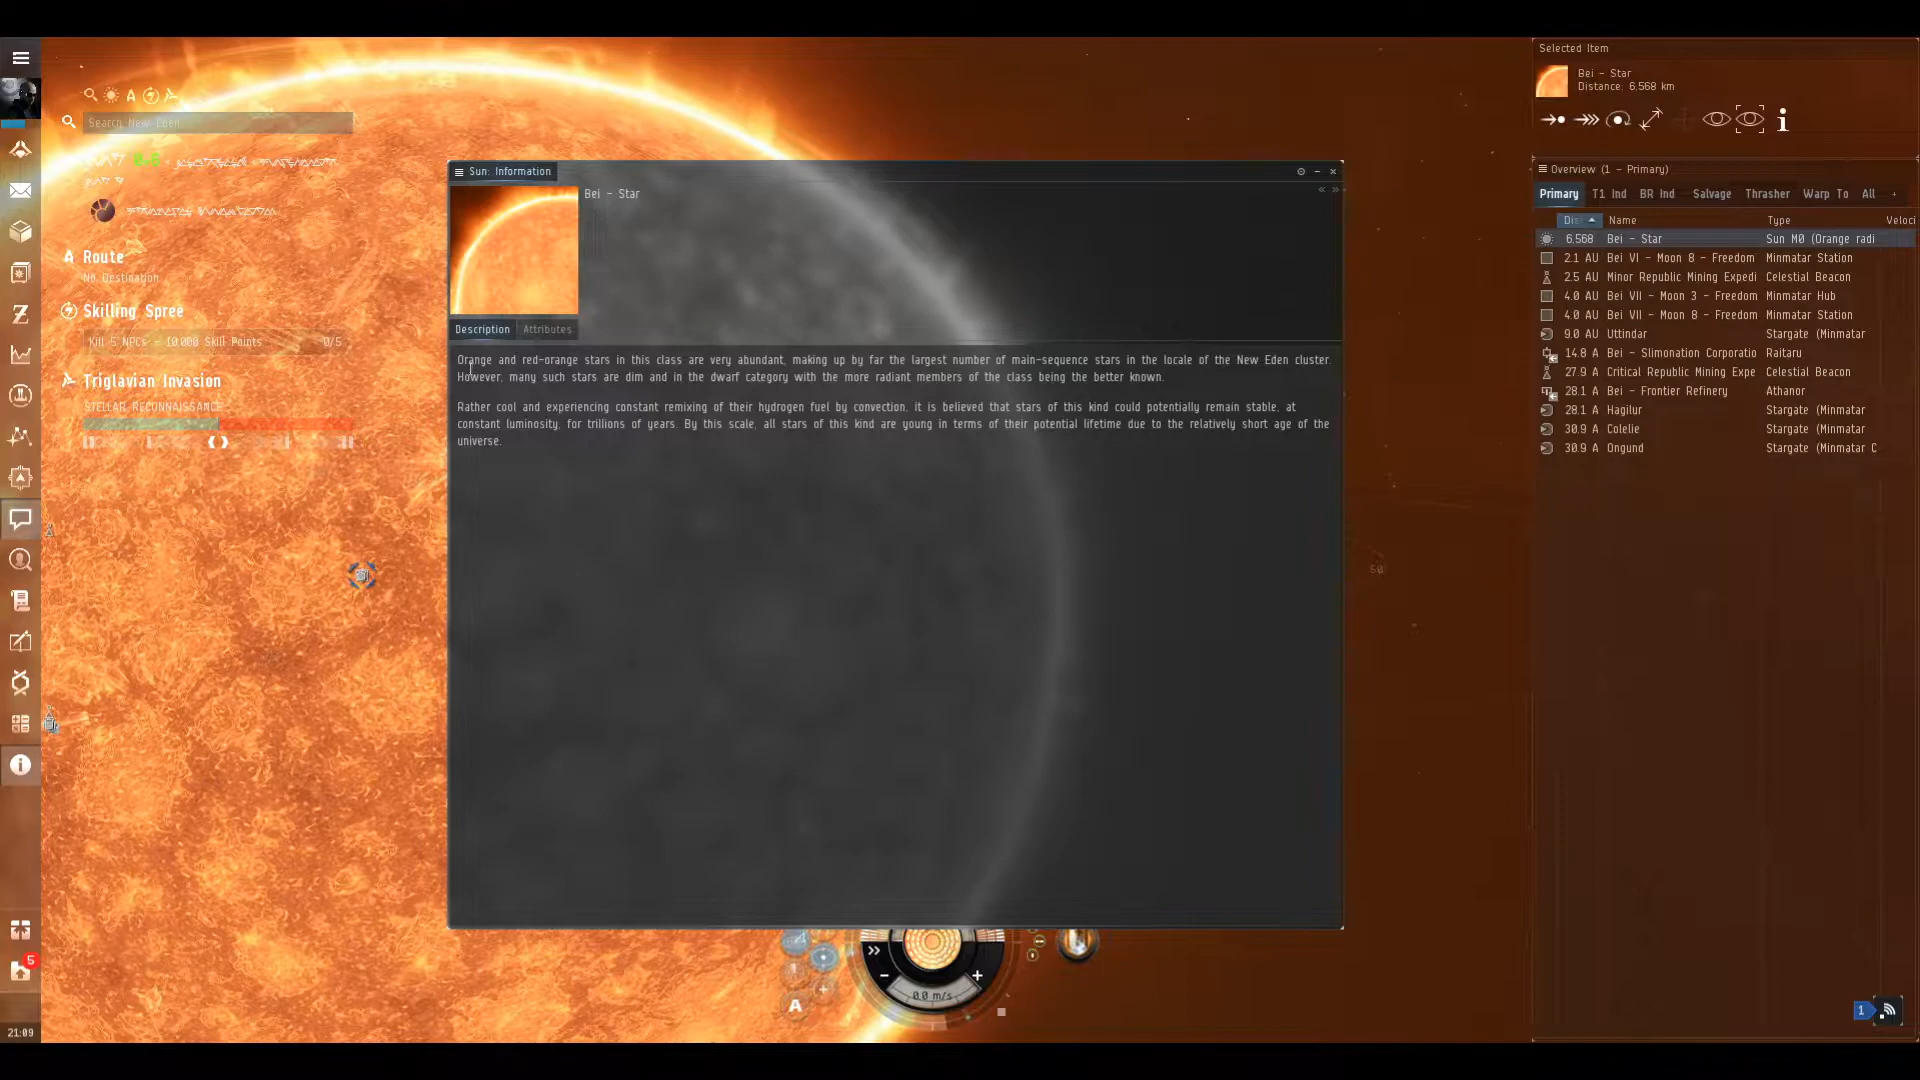 Search New Eden
0.6
A Route
No Destination
Skilling Spree
Kill 5 NPCs - 10,000 Skill Points 0/5
Triglavian Invasion
STELLAR RECONNAISSANCE
5
21:09
Sun: Information
Bei - Star
Description Attributes
Orange and red-orange stars in this class are very abundant, making up by far the largest number of main-sequence stars in the locale of the New Eden cluster.
However, many such stars are dim and in the dwarf category with the more radiant members of the class being the better known.
Rather cool and experiencing constant remixing of their hydrogen fuel by convection, it is believed that stars of this kind could potentially remain stable, at
constant luminosity, for trillions of years. By this scale, all stars of this kind are young in terms of their potential lifetime due to the relatively short age of the
universe.
50
A
0.0 m/s
Selected Item
Bei - Star
Distance: 6,568 km
Overview (1 - Primary)
Primary T1 Ind BR Ind Salvage Thrasher Warp To All +
Dis Name Type Veloci
6,568 Bei - Star Sun M0 (Orange radi
2.1 AU Bei VI - Moon 8 - Freedom Minmatar Station
2.5 AU Minor Republic Mining Expedi Celestial Beacon
4.0 AU Bei VII - Moon 3 - Freedom Minmatar Hub
4.0 AU Bei VII - Moon 8 - Freedom Minmatar Station
9.0 AU Uttindar Stargate (Minmatar
14.8 A Bei - Slimonation Corporatio Raitaru
27.9 A Critical Republic Mining Expe Celestial Beacon
28.1 A Bei - Frontier Refinery Athanor
28.1 A Hagilur Stargate (Minmatar
30.9 A Colelie Stargate (Minmatar
30.9 A Ongund Stargate (Minmatar C
1